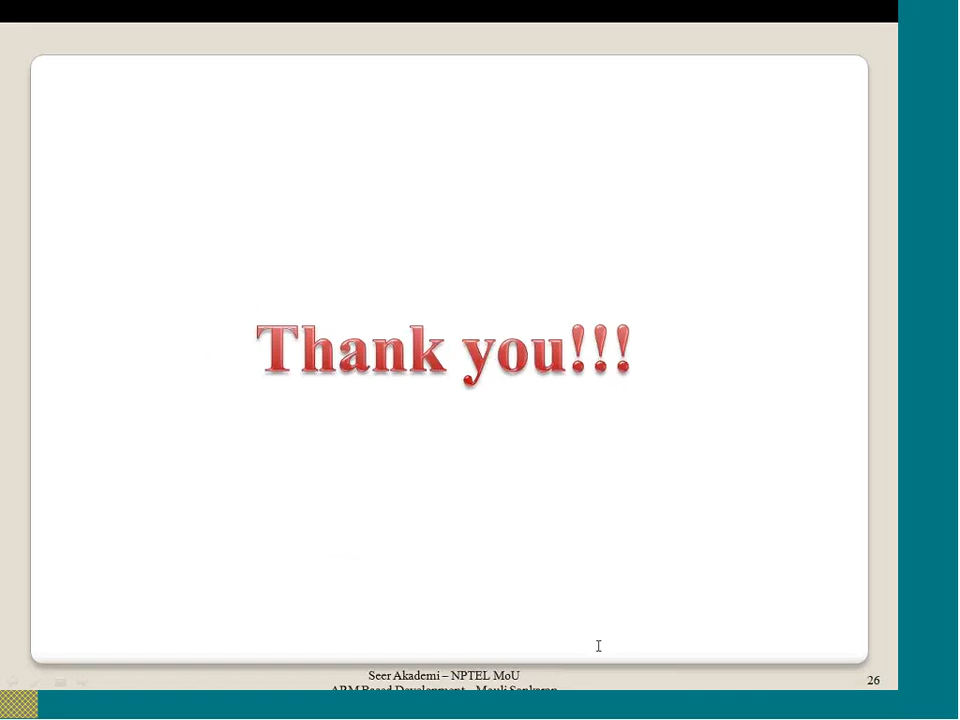 Thank you!!!
Seer Akademi – NPTEL MoU
26
ARM Based Development – Mouli Sankaran